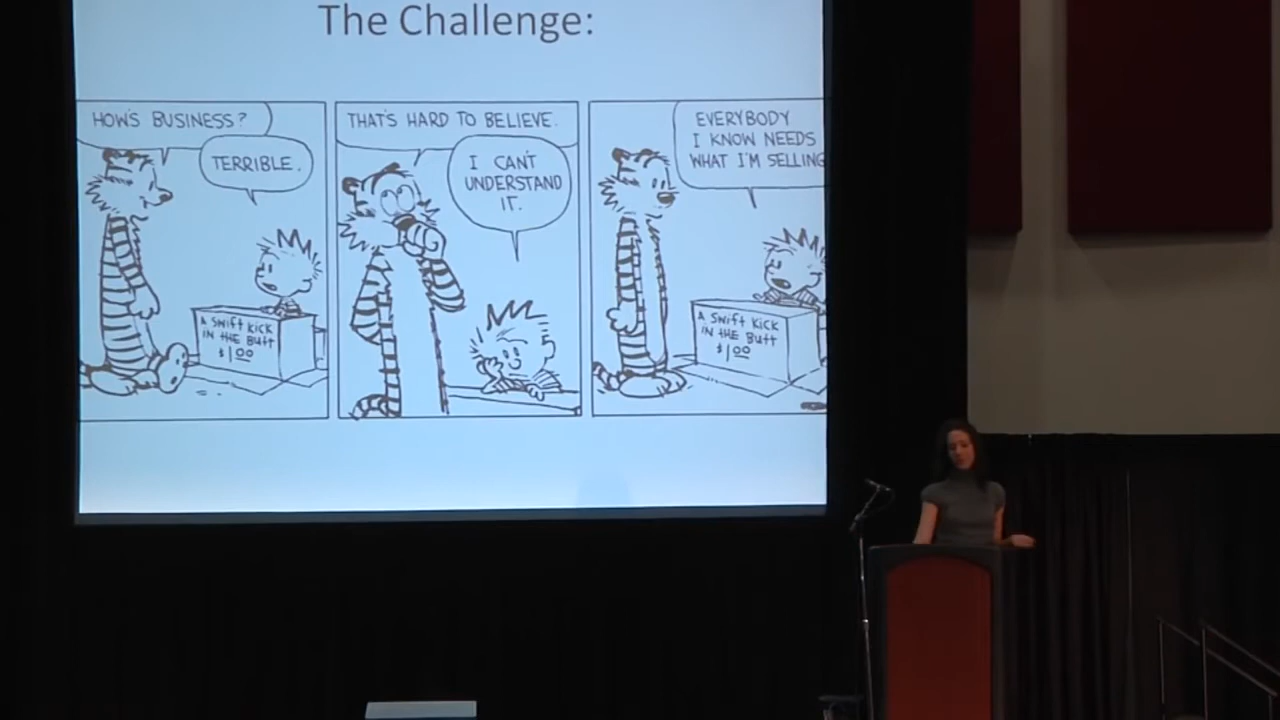 The Challenge:
HOW'S BUSINESS?
TERRIBLE.
A SWIFT KICK
IN THE BUTT
$1.00
THAT'S HARD TO BELIEVE.
I CAN'T
UNDERSTAND
IT.
EVERYBODY
I KNOW NEEDS
WHAT I'M SELLING
A SWIFT KICK
IN THE BUTT
$1.00